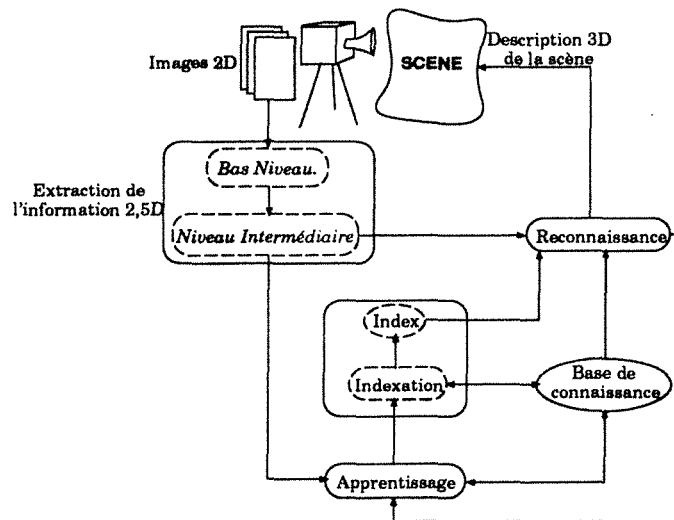 Images 2D
SCENE
Description 3D
de la scène
Bas Niveau.
Extraction de
l'information 2,5D
Niveau Intermédiaire
Reconnaissance
Index
Indexation
Base de
connaissance
Apprentissage